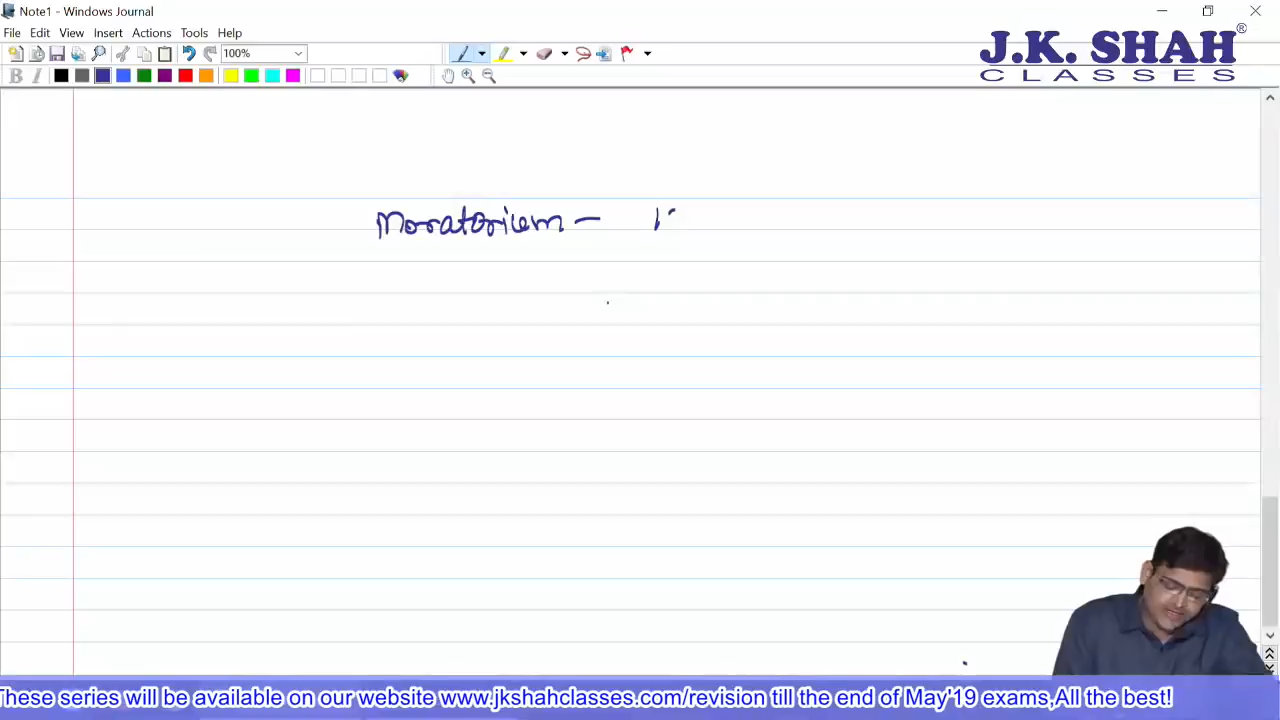 Note1 - Windows Journal
File Edit View Insert Actions Tools Help
100%
B I
J.K. SHAH®
CLASSES
Moratorium -
These series will be available on our website www.jkshahclasses.com/revision till the end of May'19 exams,All the best!